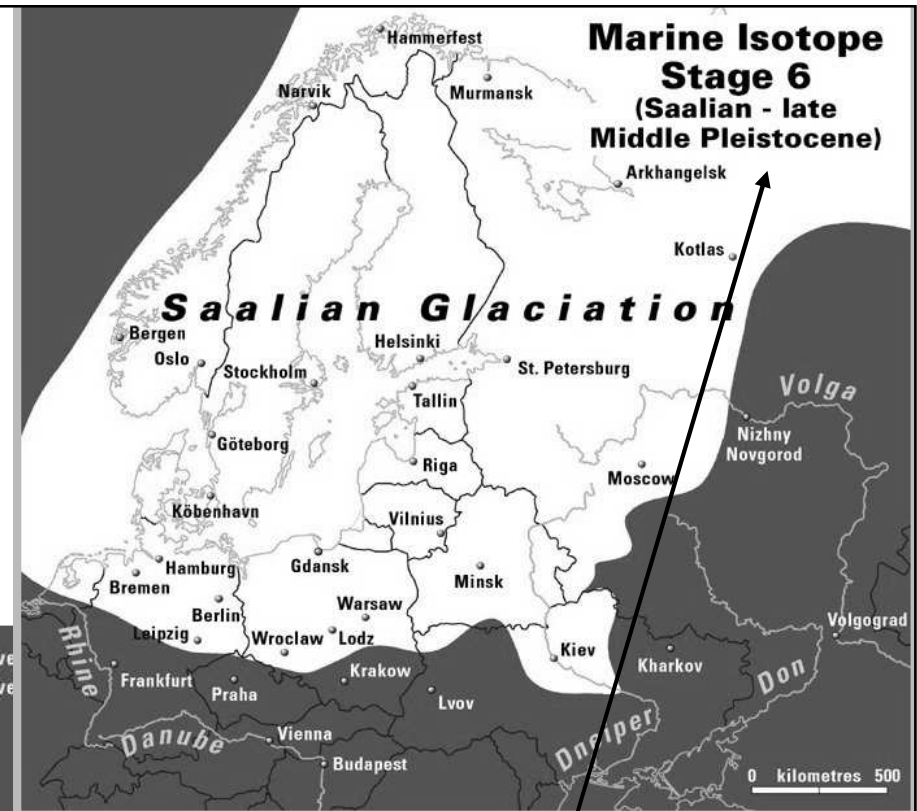 Marine Isotope
Stage 6
(Saalian - late
Middle Pleistocene)
Hammerfest
Narvik
Murmansk
Arkhangelsk
Kotlas
Saalian Glaciation
Bergen
Oslo
Stockholm
Helsinki
St. Petersburg
Tallin
Volga
Göteborg
Nizhny
Novgorod
Riga
Moscow
Köbenhavn
Vilnius
Hamburg
Gdansk
Minsk
Bremen
Berlin
Warsaw
Leipzig
Wroclaw
Lodz
Volgograd
Rhine
Kiev
Kharkov
Frankfurt
Praha
Krakow
Lvov
Don
Danube
Vienna
Dneiper
Budapest
0 kilometres 500